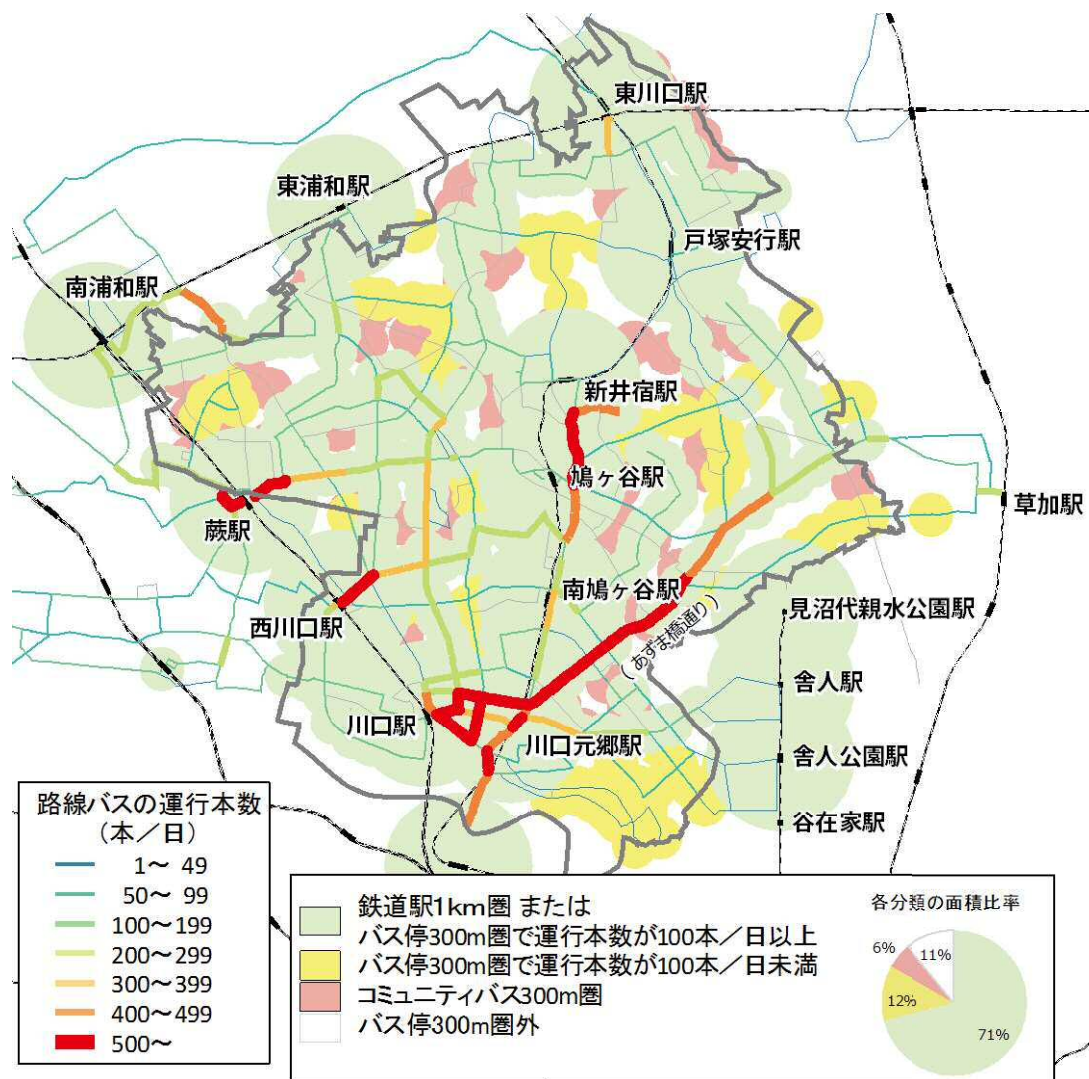 東川口駅
東浦和駅
戸塚安行駅
南浦和駅
新井宿駅
鳩ヶ谷駅
草加駅
蕨駅
南鳩ヶ谷駅
見沼代親水公園駅
西川口駅
(あずま橋通り)
舎人駅
川口駅
川口元郷駅
舎人公園駅
谷在家駅
路線バスの運行本数
(本/日)
1~ 49
50~ 99
100~199
200~299
300~399
400~499
500~
鉄道駅1km圏 または
バス停300m圏で運行本数が100本/日以上
バス停300m圏で運行本数が100本/日未満
コミュニティバス300m圏
バス停300m圏外
各分類の面積比率
6%
11%
12%
71%